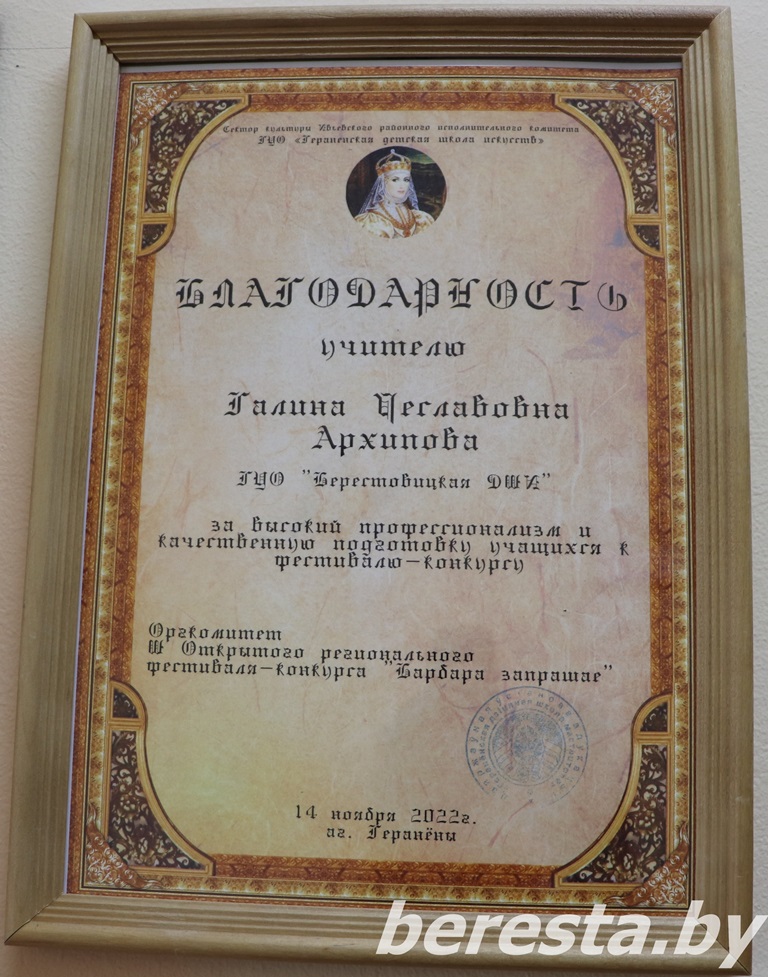 Сектор культуры Ивьевского районного исполнительного комитета
ГУО «Геранёнская детская школа искусств»
БЛАГОДАРНОСТЬ
учителю
Галина Чеславовна
Архипова
ГУО "Берестовицкая ДШИ"
за высокий профессионализм и
качественную подготовку учащихся к
фестивалю-конкурсу
Оргкомитет
III Открытого регионального
фестиваля-конкурса "Барбара запрашае"
14 ноября 2022г.
аг. Геранёны
beresta.by